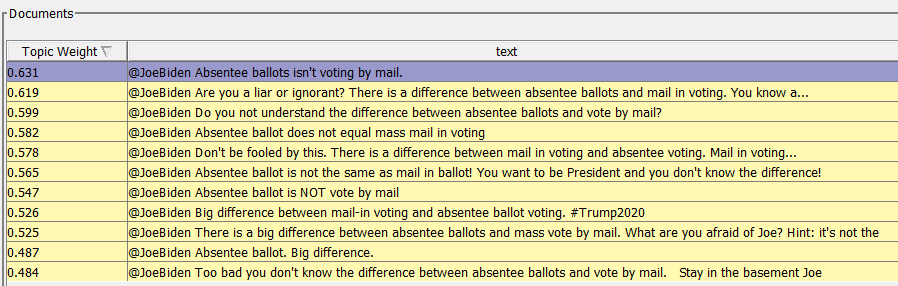 Documents
Topic Weight text
0.631 @JoeBiden Absentee ballots isn't voting by mail.
0.619 @JoeBiden Are you a liar or ignorant? There is a difference between absentee ballots and mail in voting. You know a...
0.599 @JoeBiden Do you not understand the difference between absentee ballots and vote by mail?
0.582 @JoeBiden Absentee ballot does not equal mass mail in voting
0.578 @JoeBiden Don't be fooled by this. There is a difference between mail in voting and absentee voting. Mail in voting...
0.565 @JoeBiden Absentee ballot is not the same as mail in ballot! You want to be President and you don't know the difference!
0.547 @JoeBiden Absentee ballot is NOT vote by mail
0.526 @JoeBiden Big difference between mail-in voting and absentee ballot voting. #Trump2020
0.525 @JoeBiden There is a big difference between absentee ballots and mass vote by mail. What are you afraid of Joe? Hint: it's not the
0.487 @JoeBiden Absentee ballot. Big difference.
0.484 @JoeBiden Too bad you don't know the difference between absentee ballots and vote by mail. Stay in the basement Joe